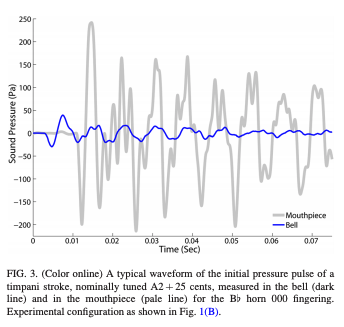 250
200
150
100
50
0
−50
−100
−150
−200
Sound Pressure (Pa)
0 0.01 0.02 0.03 0.04 0.05 0.06 0.07
Time (Sec)
Mouthpiece
Bell
FIG. 3. (Color online) A typical waveform of the initial pressure pulse of a
timpani stroke, nominally tuned A2 + 25 cents, measured in the bell (dark
line) and in the mouthpiece (pale line) for the B♭ horn 000 fingering.
Experimental configuration as shown in Fig. 1(B).